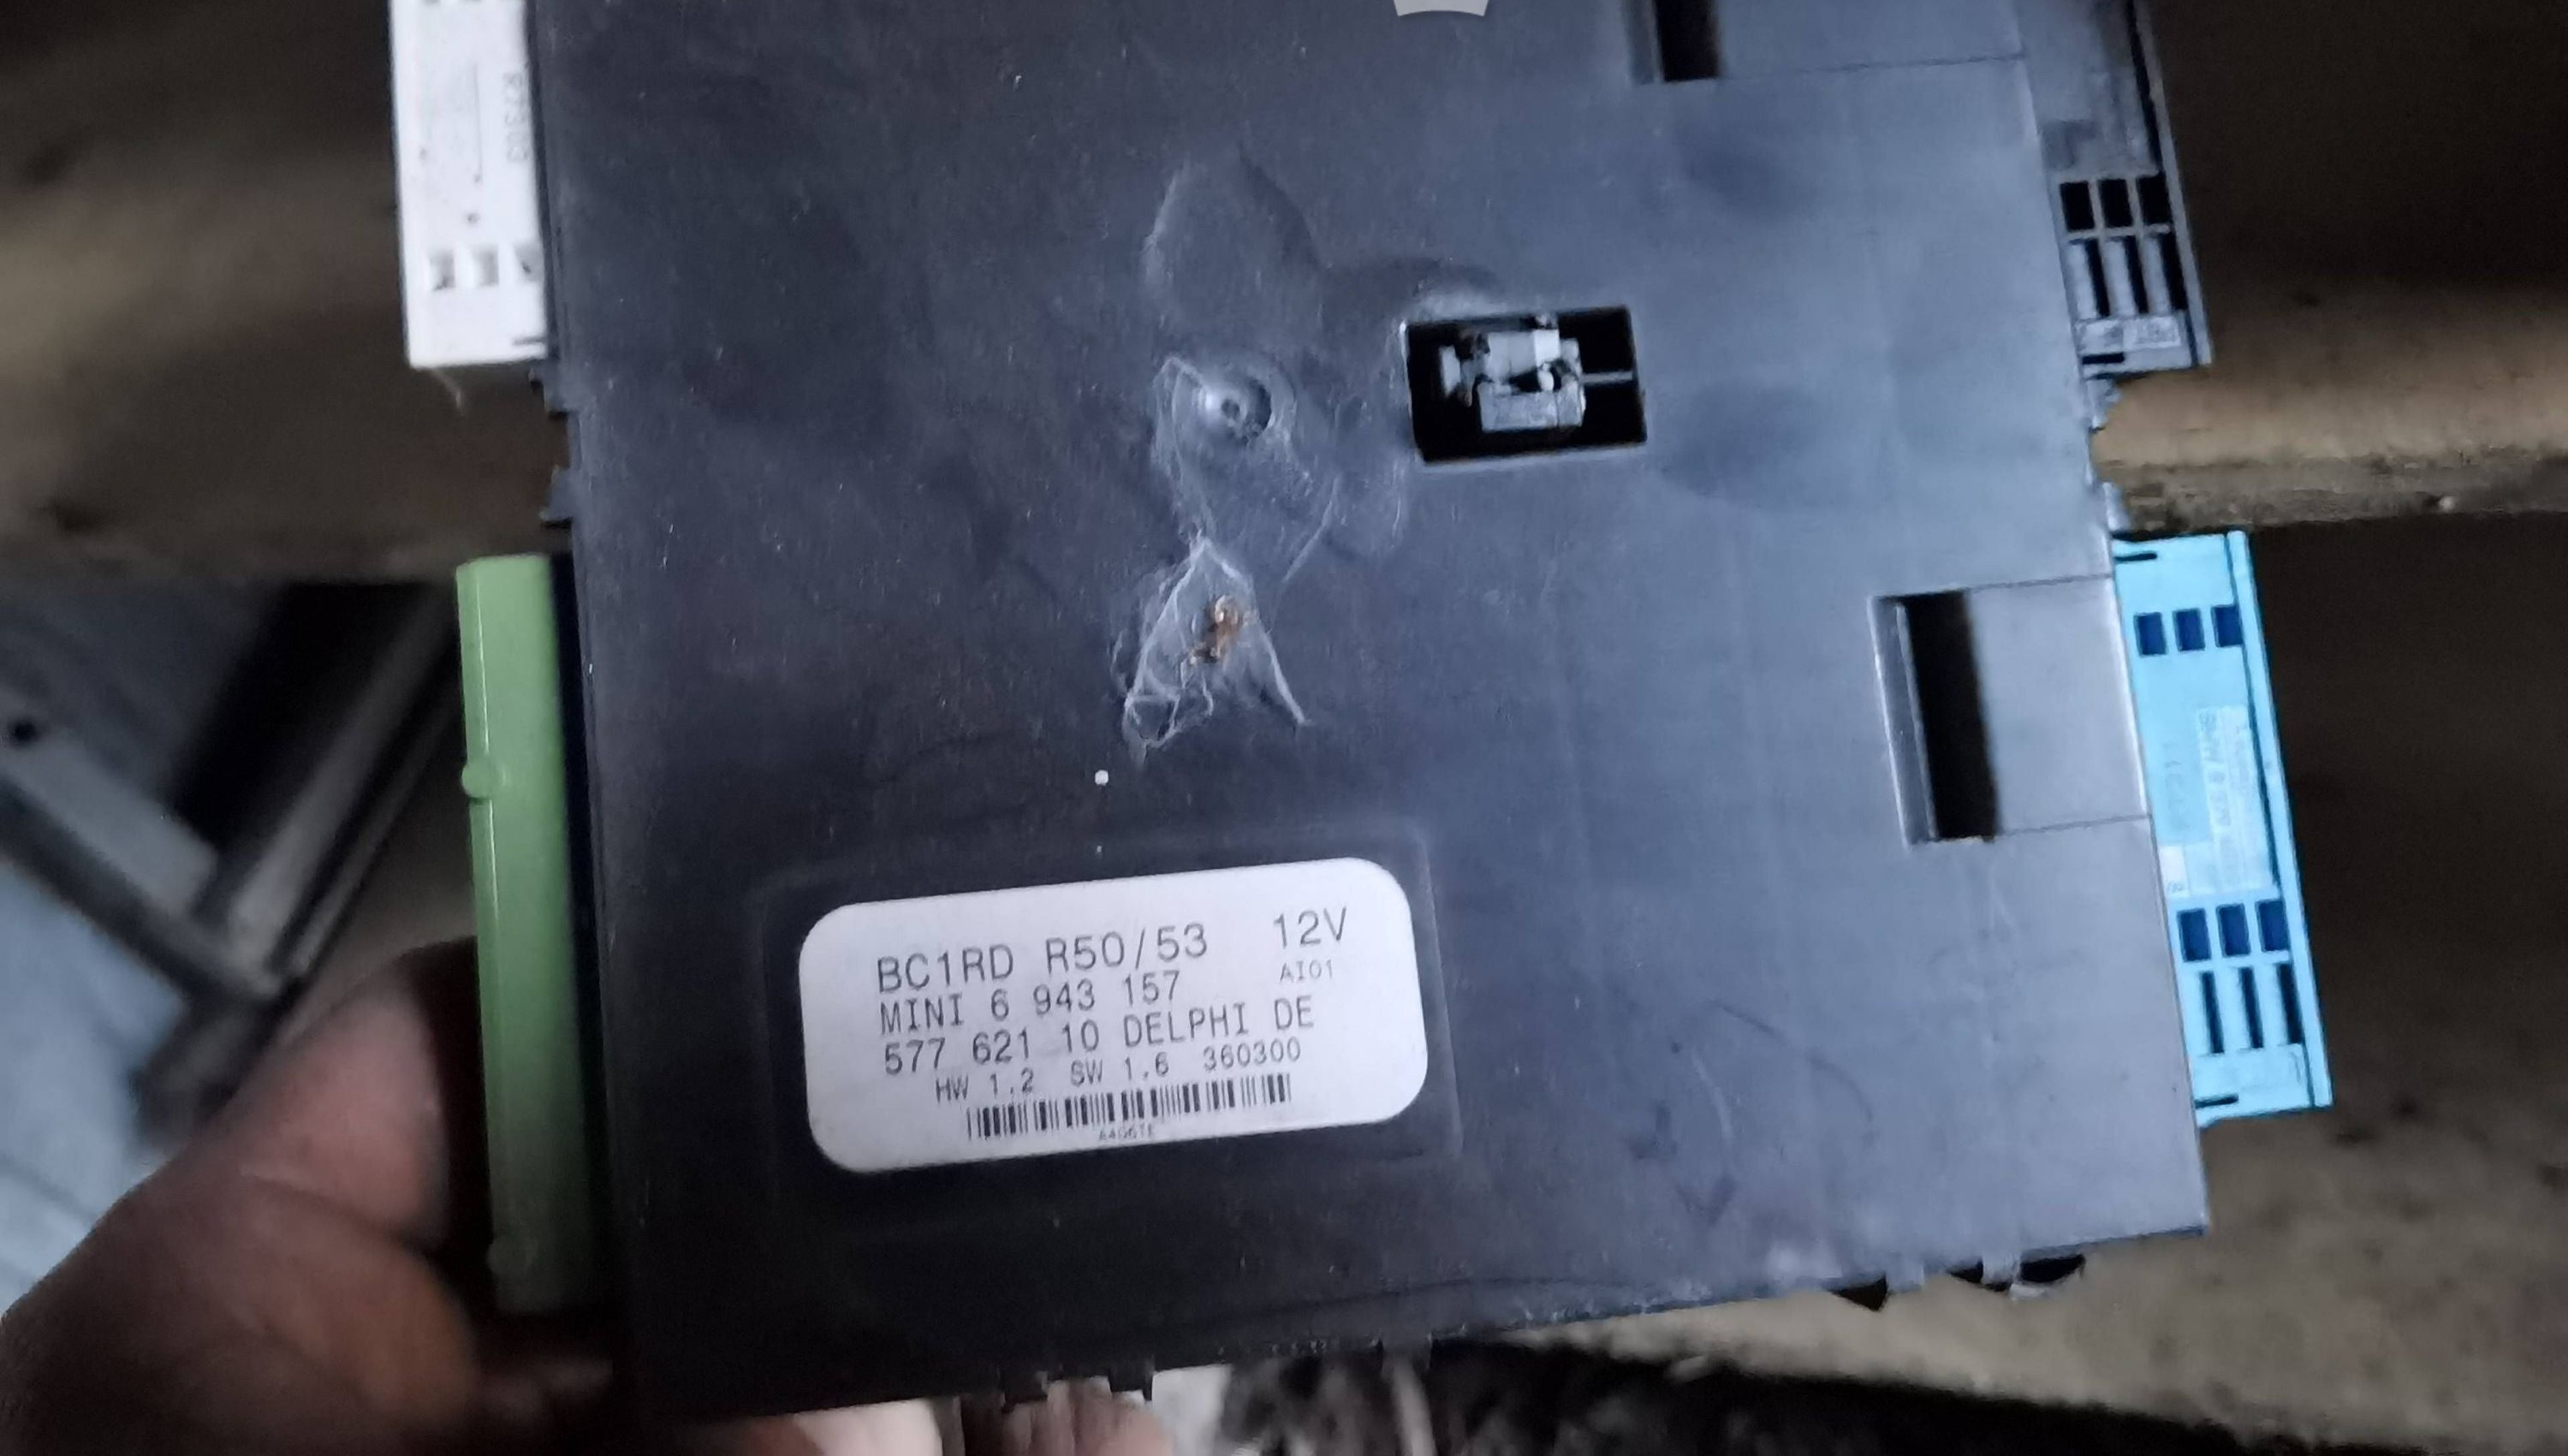 BC1RD R50/53 12V
MINI 6 943 157 AI01
577 621 10 DELPHI DE
HW 1.2 SW 1.6 360300